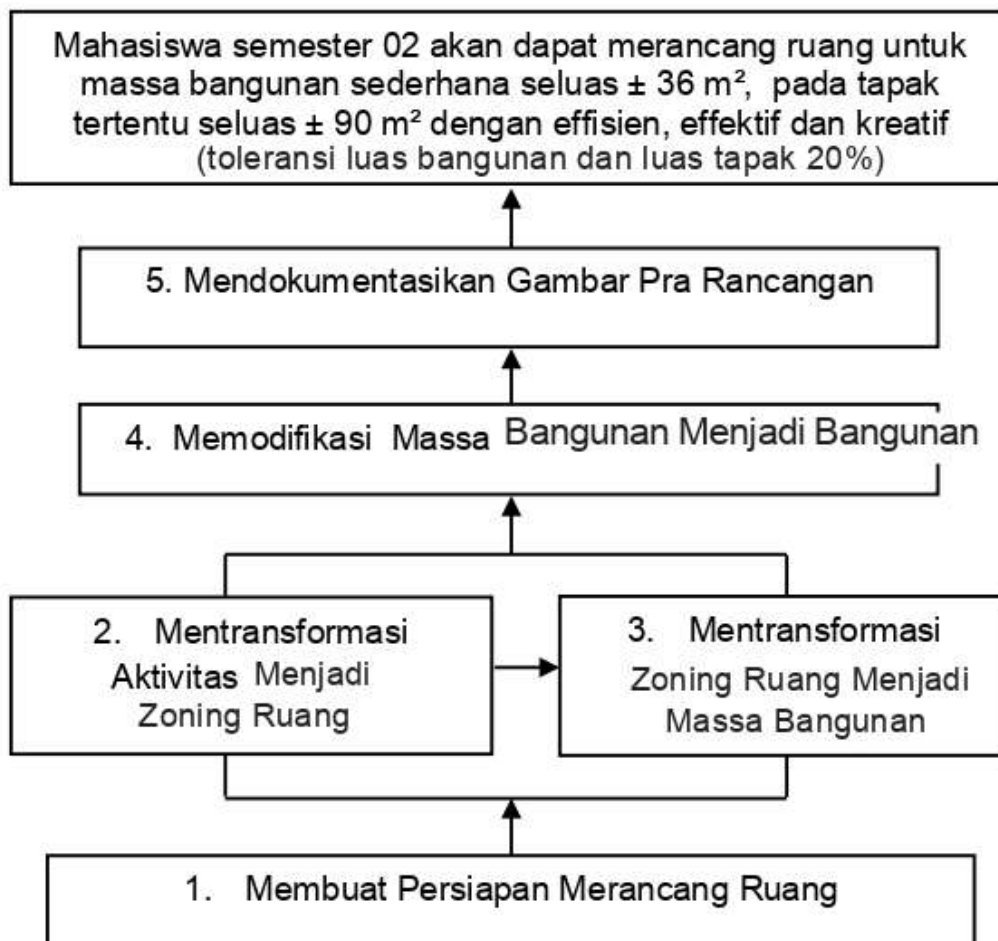 Mahasiswa semester 02 akan dapat merancang ruang untuk
massa bangunan sederhana seluas ± 36 m², pada tapak
tertentu seluas ± 90 m² dengan effisien, effektif dan kreatif
(toleransi luas bangunan dan luas tapak 20%)
5. Mendokumentasikan Gambar Pra Rancangan
4. Memodifikasi Massa Bangunan Menjadi Bangunan
2. Mentransformasi
Aktivitas Menjadi
Zoning Ruang
3. Mentransformasi
Zoning Ruang Menjadi
Massa Bangunan
1. Membuat Persiapan Merancang Ruang